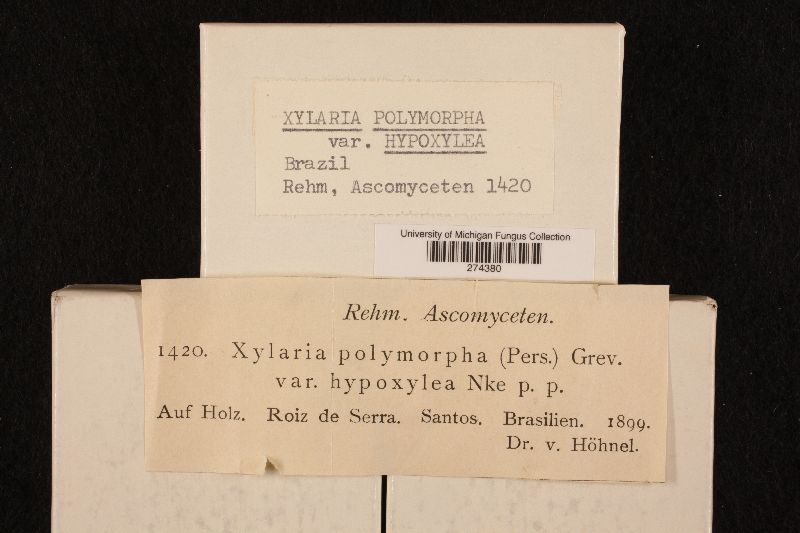 XYLARIA POLYMORPHA
var. HYPOXYLEA
Brazil
Rehm, Ascomyceten 1420
University of Michigan Fungus Collection
274380
Rehm. Ascomyceten.
1420. Xylaria polymorpha (Pers.) Grev.
var. hypoxylea Nke p. p.
Auf Holz. Roiz de Serra. Santos. Brasilien. 1899.
Dr. v. Höhnel.